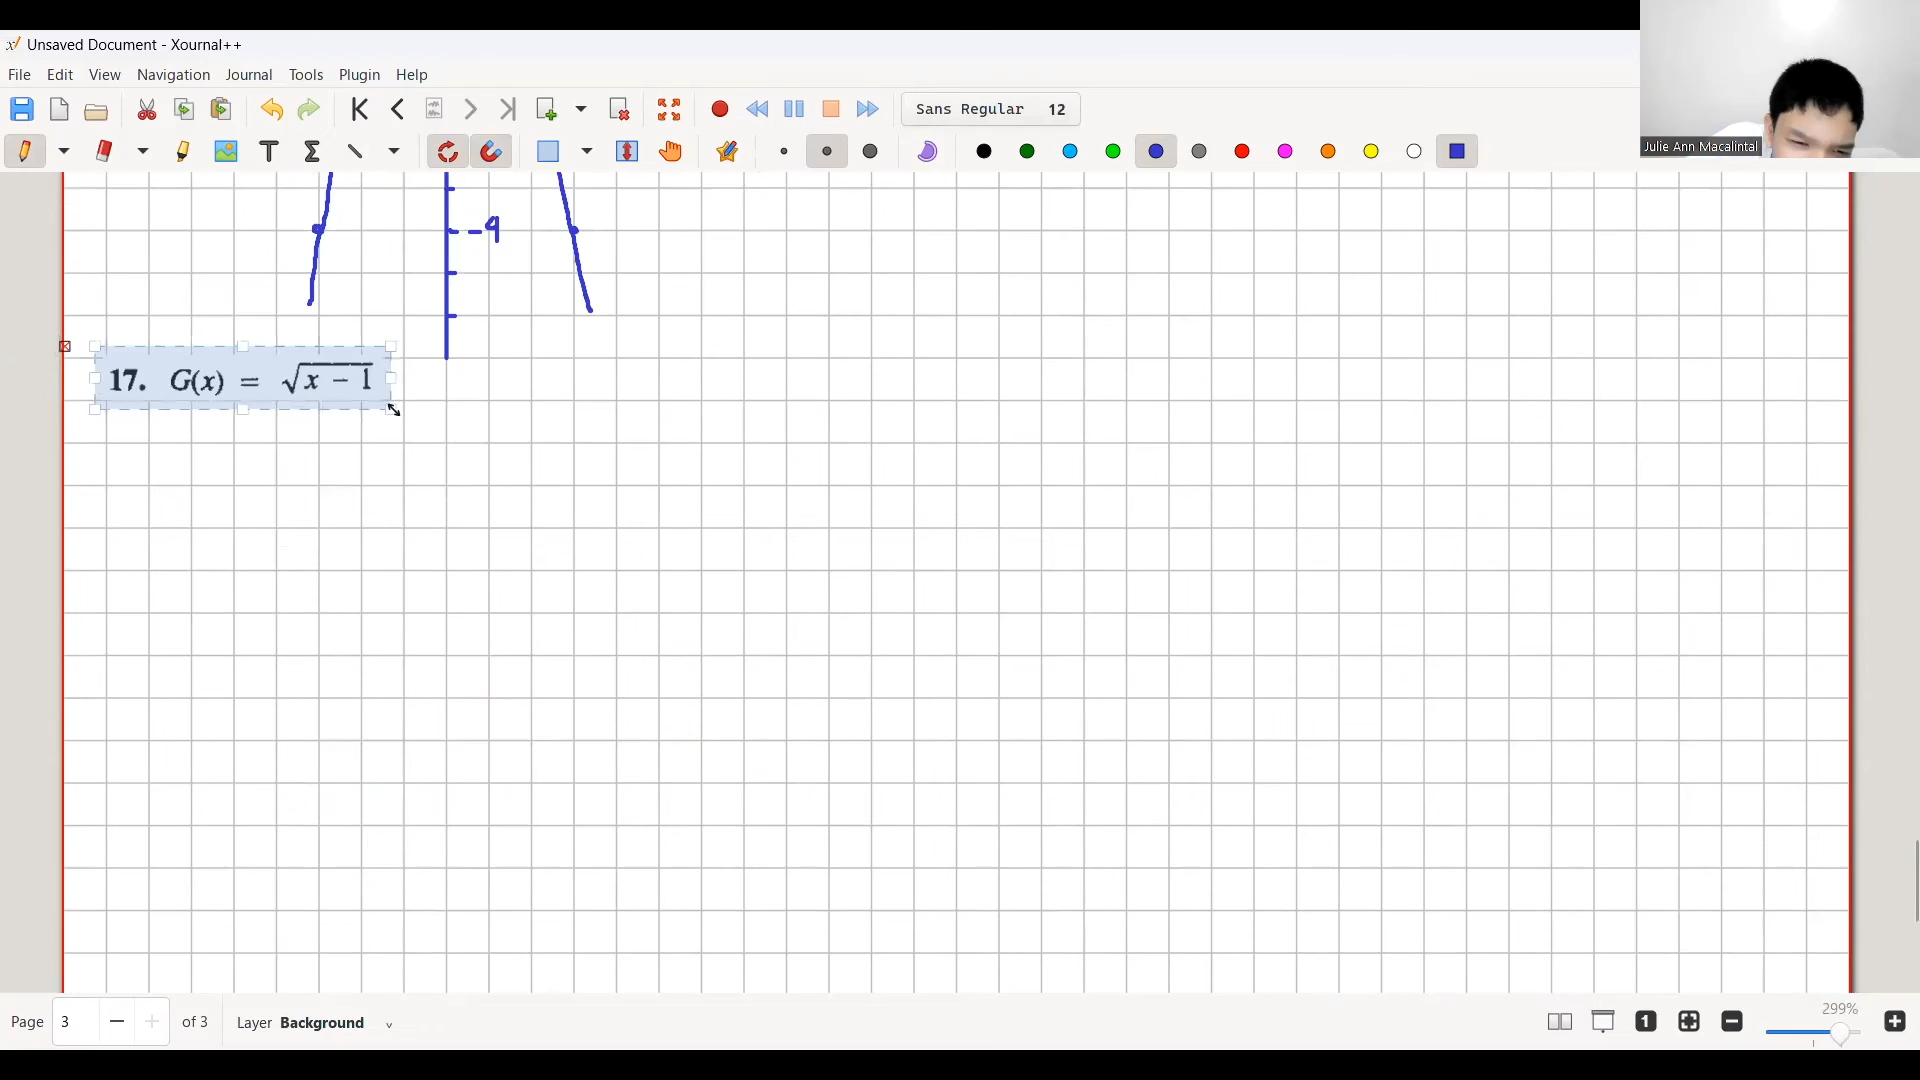 Unsaved Document - Xournal++
File Edit View Navigation Journal Tools Plugin Help
Sans Regular 12
Julie Ann Macalintal
-9
17. G(x) = √x − 1
Page 3 of 3 Layer Background
299%